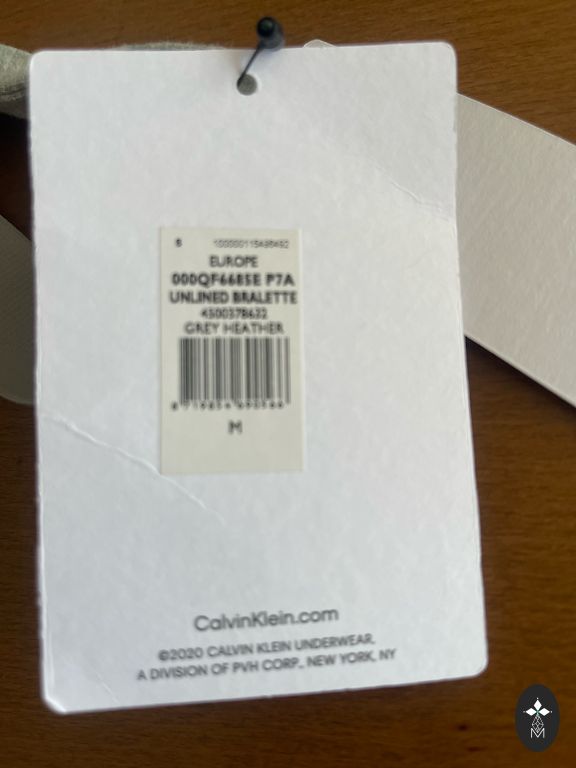 EUROPE
000QF6685E P7A
UNLINED BRALETTE
GREY HEATHER
M
CalvinKlein.com
©2020 CALVIN KLEIN UNDERWEAR,
A DIVISION OF PVH CORP., NEW YORK, NY
M